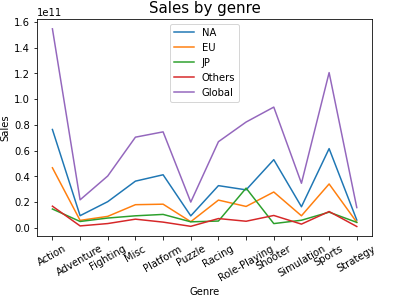 Sales by genre
1e11
1.6
1.4
1.2
1.0
0.8
0.6
0.4
0.2
0.0
Sales
NA
EU
JP
Others
Global
Action
Adventure
Fighting
Misc
Platform
Puzzle
Racing
Role-Playing
Shooter
Simulation
Sports
Strategy
Genre